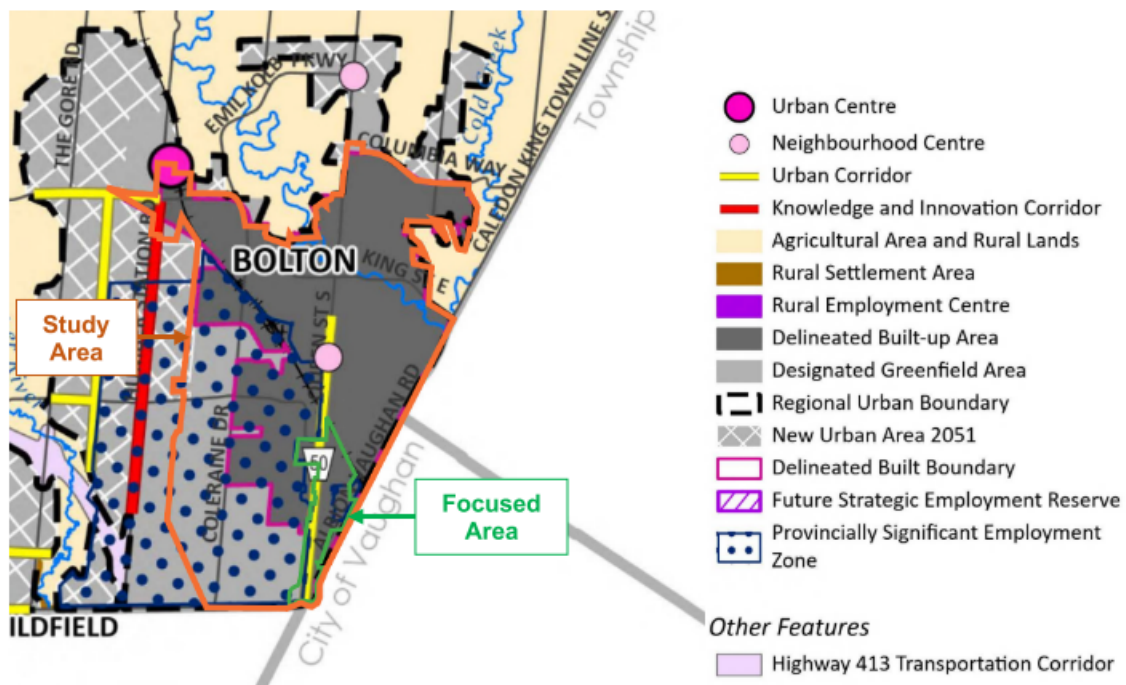 THE GORE RD
EMIL KOLB PKWY
COLUMBIA WAY
Cold Creek
CALEDON KING TOWN LINE S
Township
BOLTON
KING ST E
Study
Area
COLERAINE DR
50
VAUGHAN RD
City of Vaughan
Focused
Area
River
ILDFIELD
Urban Centre
Neighbourhood Centre
Urban Corridor
Knowledge and Innovation Corridor
Agricultural Area and Rural Lands
Rural Settlement Area
Rural Employment Centre
Delineated Built-up Area
Designated Greenfield Area
Regional Urban Boundary
New Urban Area 2051
Delineated Built Boundary
Future Strategic Employment Reserve
Provincially Significant Employment
Zone
Other Features
Highway 413 Transportation Corridor